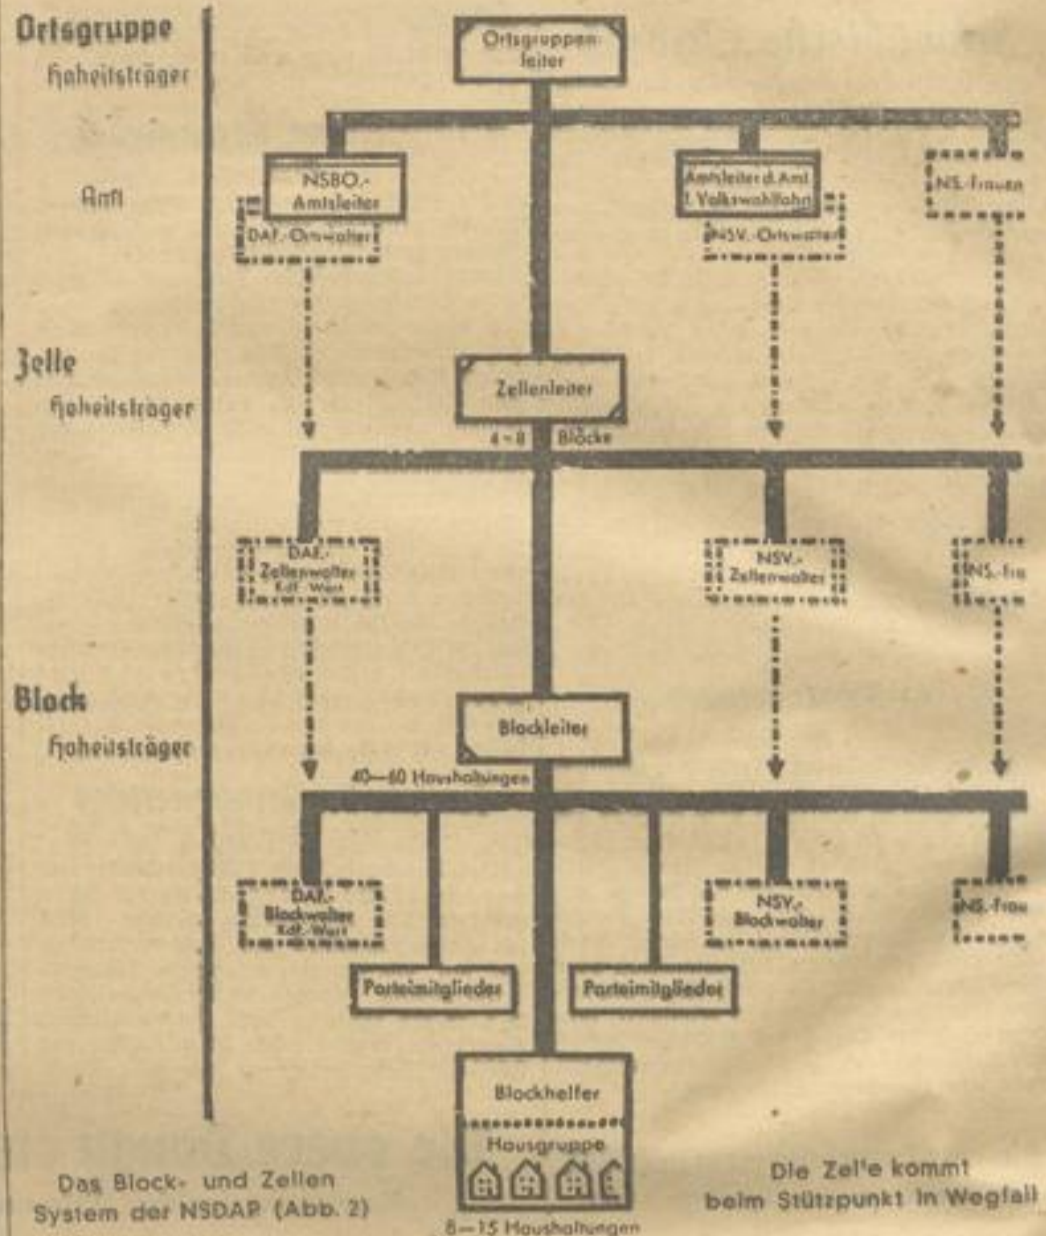 Ortsgruppe
Hoheitsträger
Ortsgruppen-
leiter
Amt
NSBO.-
Amtsleiter
DAF.-Ortswalter
Amtsleiter d. Amt
f. Volkswohlfahrt
NSV.-Ortswalter
NS.-Frauen
Zelle
Hoheitsträger
Zellenleiter
4-8 Blöcke
DAF.-
Zellenwalter
KdF.-Wart
NSV.-
Zellenwalter
NS.-Fra
Block
Hoheitsträger
Blockleiter
40—60 Haushaltungen
DAF.-
Blockwalter
KdF.-Wart
NSV.-
Blockwalter
NS.-Frau
Parteimitglieder
Parteimitglieder
Blockhelfer
Hausgruppe
8—15 Haushaltungen
Das Block- und Zellen
System der NSDAP. (Abb. 2)
Die Zelle kommt
beim Stützpunkt in Wegfall